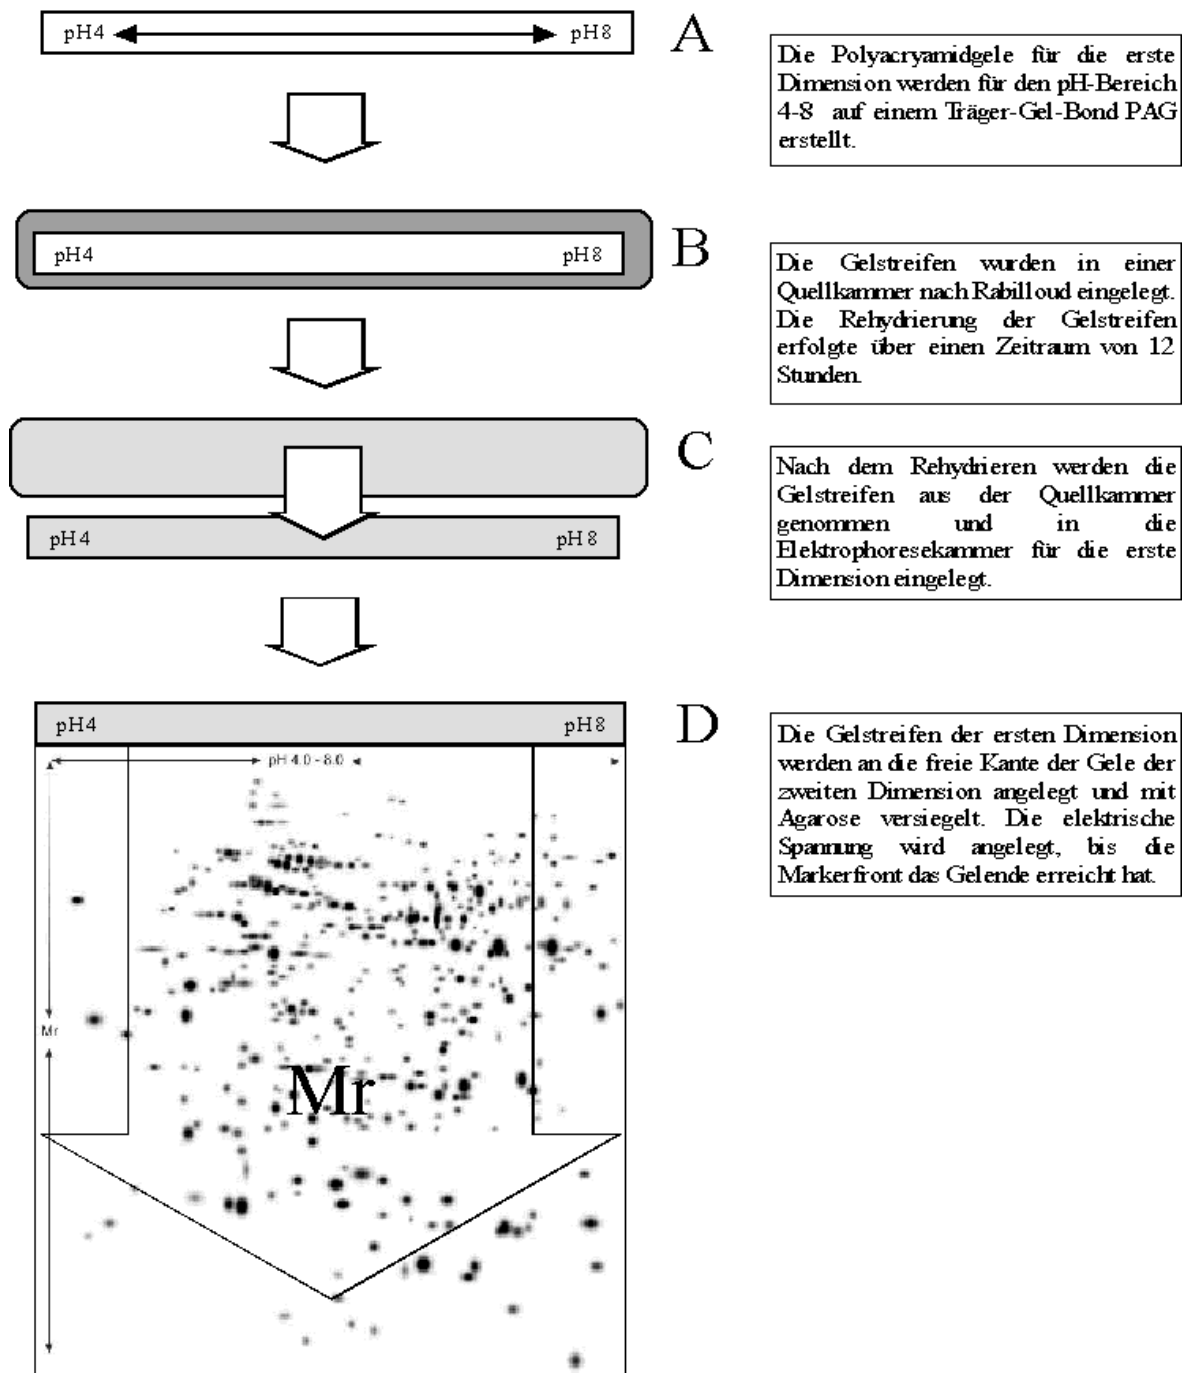 pH4 pH8
A
Die Polyacryamidgele für die erste
Dimension werden für den pH-Bereich
4-8 auf einem Träger-Gel-Bond PAG
erstellt.
pH4 pH8
B
Die Gelstreifen wurden in einer
Quellkammer nach Rabilloud eingelegt.
Die Rehydrierung der Gelstreifen
erfolgte über einen Zeitraum von 12
Stunden.
C
pH4 pH8
Nach dem Rehydrieren werden die
Gelstreifen aus der Quellkammer
genommen und in die
Elektrophoresekammer für die erste
Dimension eingelegt.
pH4 pH8
D
Die Gelstreifen der ersten Dimension
werden an die freie Kante der Gele der
zweiten Dimension angelegt und mit
Agarose versiegelt. Die elektrische
Spannung wird angelegt, bis die
Markerfront das Gelende erreicht hat.
pH 4.0 - 8.0
Mr
Mr